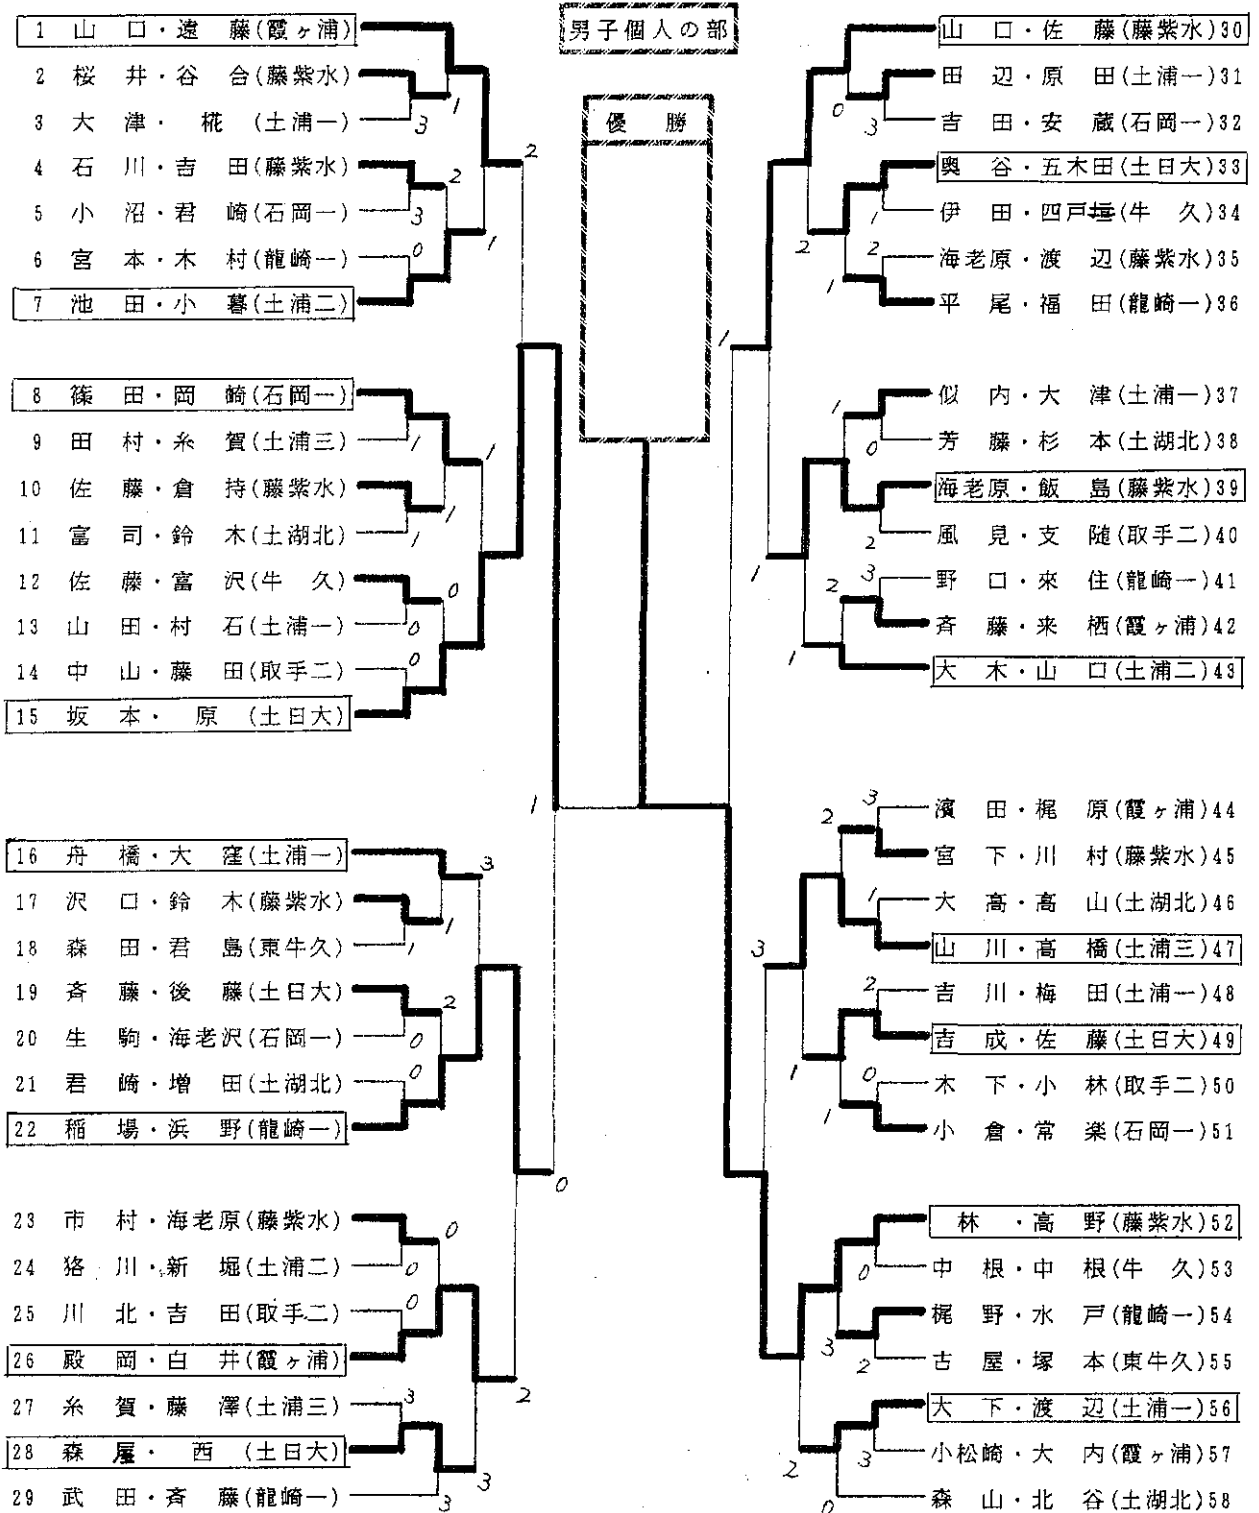 男子個人の部
優　勝
1 山 口・遠 藤(霞ヶ浦)
2 桜 井・谷 合(藤紫水)
3 大 津・椛 (土浦一)
4 石 川・吉 田(藤紫水)
5 小 沼・君 崎(石岡一)
6 宮 本・木 村(龍崎一)
7 池 田・小 暮(土浦二)
8 篠 田・岡 崎(石岡一)
9 田 村・糸 賀(土浦三)
10 佐 藤・倉 持(藤紫水)
11 富 司・鈴 木(土湖北)
12 佐 藤・富 沢(牛 久)
13 山 田・村 石(土浦一)
14 中 山・藤 田(取手二)
15 坂 本・ 原 (土日大)
16 舟 橋・大 窪(土浦一)
17 沢 口・鈴 木(藤紫水)
18 森 田・君 島(東牛久)
19 斉 藤・後 藤(土日大)
20 生 駒・海老沢(石岡一)
21 君 崎・増 田(土湖北)
22 稲 場・浜 野(龍崎一)
23 市 村・海老原(藤紫水)
24 川・新 堀(土浦二)
25 川 北・吉 田(取手二)
26 殿 岡・白 井(霞ヶ浦)
27 糸 賀・藤 澤(土浦三)
28 森 屋・ 西 (土日大)
29 武 田・斉 藤(龍崎一)
山 口・佐 藤(藤紫水)30
田 辺・原 田(土浦一)31
吉 田・安 蔵(石岡一)32
奥 谷・五木田(土日大)33
伊 田・四戸垣(牛 久)34
海老原・渡 辺(藤紫水)35
平 尾・福 田(龍崎一)36
似 内・大 津(土浦一)37
芳 藤・杉 本(土湖北)38
海老原・飯 島(藤紫水)39
風 見・支 随(取手二)40
野 口・來 住(龍崎一)41
斉 藤・来 栖(霞ヶ浦)42
大 木・山 口(土浦二)43
濱 田・梶 原(霞ヶ浦)44
宮 下・川 村(藤紫水)45
大 高・高 山(土湖北)46
山 川・高 橋(土浦三)47
吉 川・梅 田(土浦一)48
吉 成・佐 藤(土日大)49
木 下・小 林(取手二)50
小 倉・常 楽(石岡一)51
林 ・高 野(藤紫水)52
中 根・中 根(牛 久)53
梶 野・水 戸(龍崎一)54
古 屋・塚 本(東牛久)55
大 下・渡 辺(土浦一)56
小松崎・大 内(霞ヶ浦)57
森 山・北 谷(土湖北)58